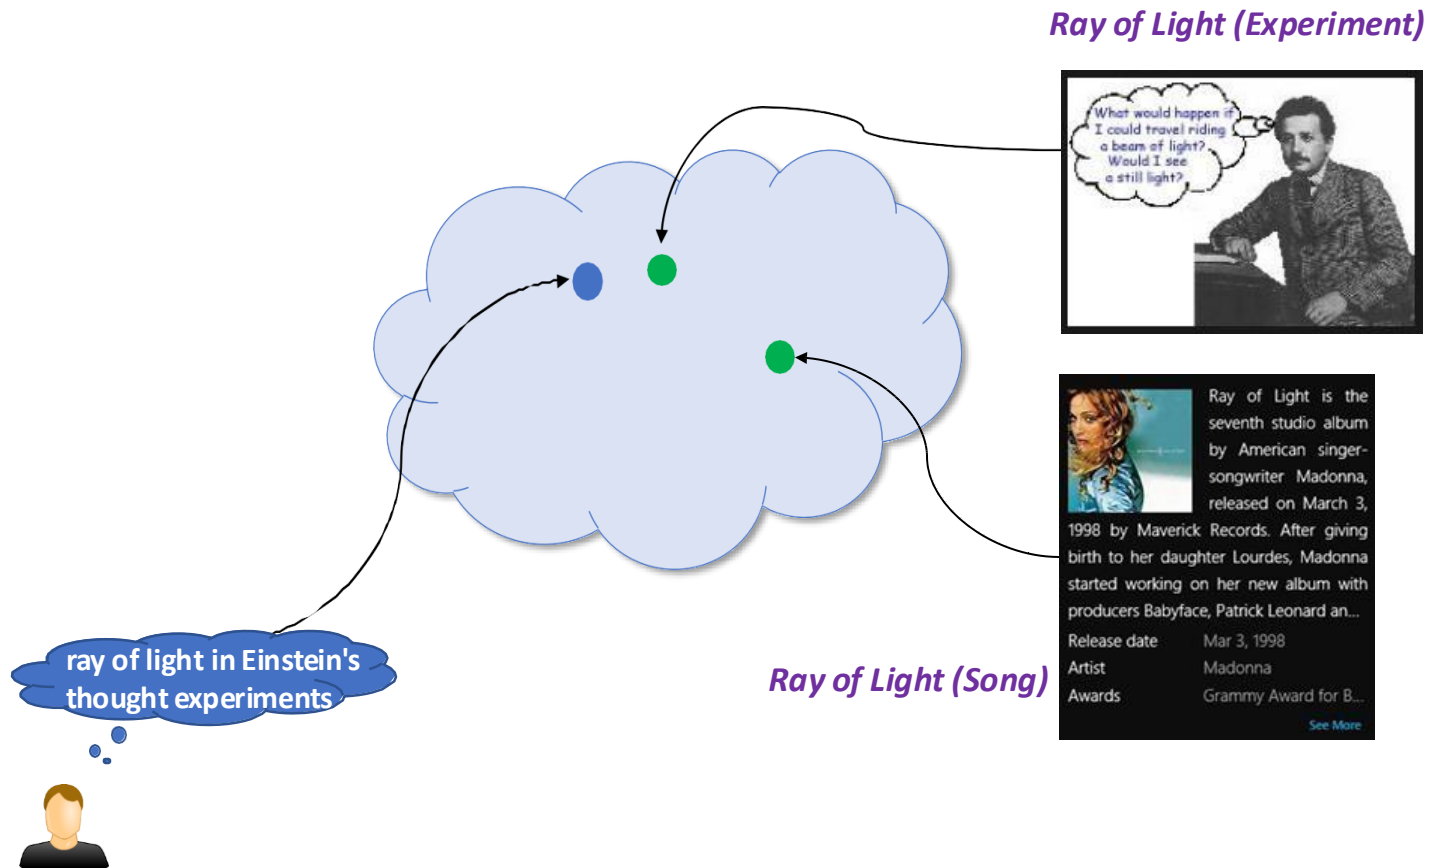 Ray of Light (Experiment)
What would happen if
I could travel riding
a beam of light?
Would I see
a still light?
Ray of Light is the
seventh studio album
by American singer-
songwriter Madonna,
released on March 3,
1998 by Maverick Records. After giving
birth to her daughter Lourdes, Madonna
started working on her new album with
producers Babyface, Patrick Leonard an...
Release date Mar 3, 1998
Artist Madonna
Awards Grammy Award for B...
See More
Ray of Light (Song)
ray of light in Einstein's
thought experiments